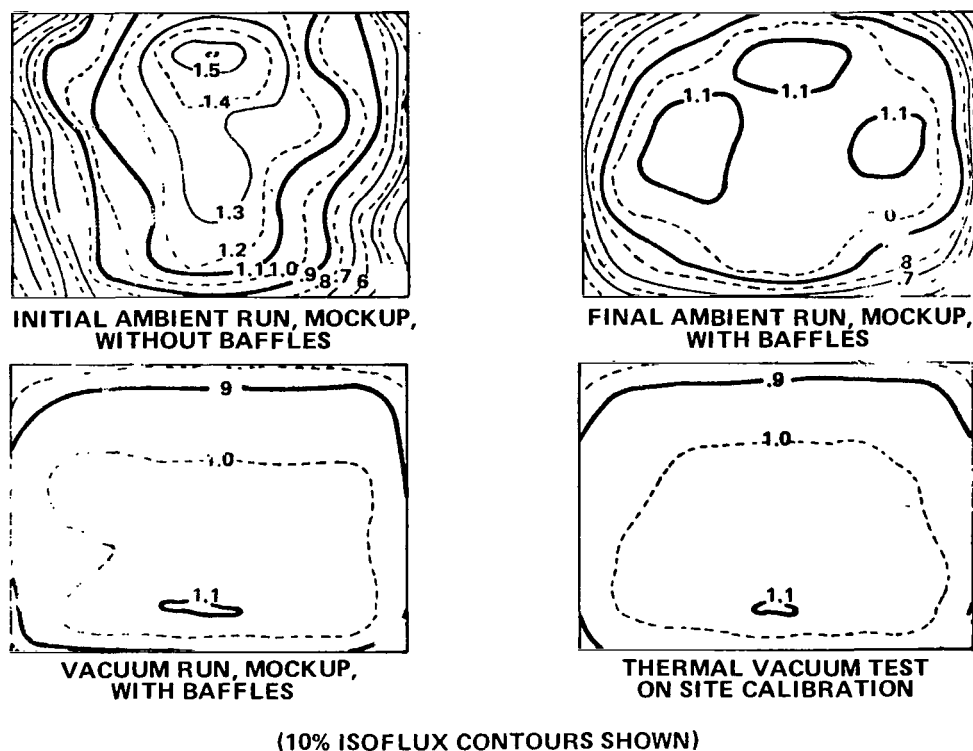 1.5
1.4
1.3
1.2
1.1 1.0 .9 .8 .7 .6
INITIAL AMBIENT RUN, MOCKUP,
WITHOUT BAFFLES
1.1
1.1
1.1
0
.8
.7
FINAL AMBIENT RUN, MOCKUP,
WITH BAFFLES
.9
1.0
1.1
VACUUM RUN, MOCKUP,
WITH BAFFLES
.9
1.0
1.1
THERMAL VACUUM TEST
ON SITE CALIBRATION
(10% ISOFLUX CONTOURS SHOWN)